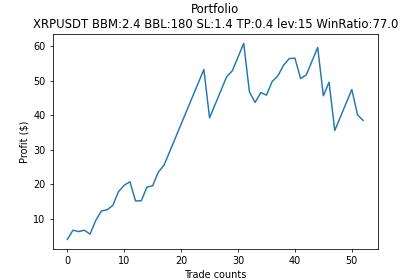 Portfolio
XRPUSDT BBM:2.4 BBL:180 SL:1.4 TP:0.4 lev:15 WinRatio:77.0
60
50
40
30
20
10
Profit ($)
0 10 20 30 40 50
Trade counts